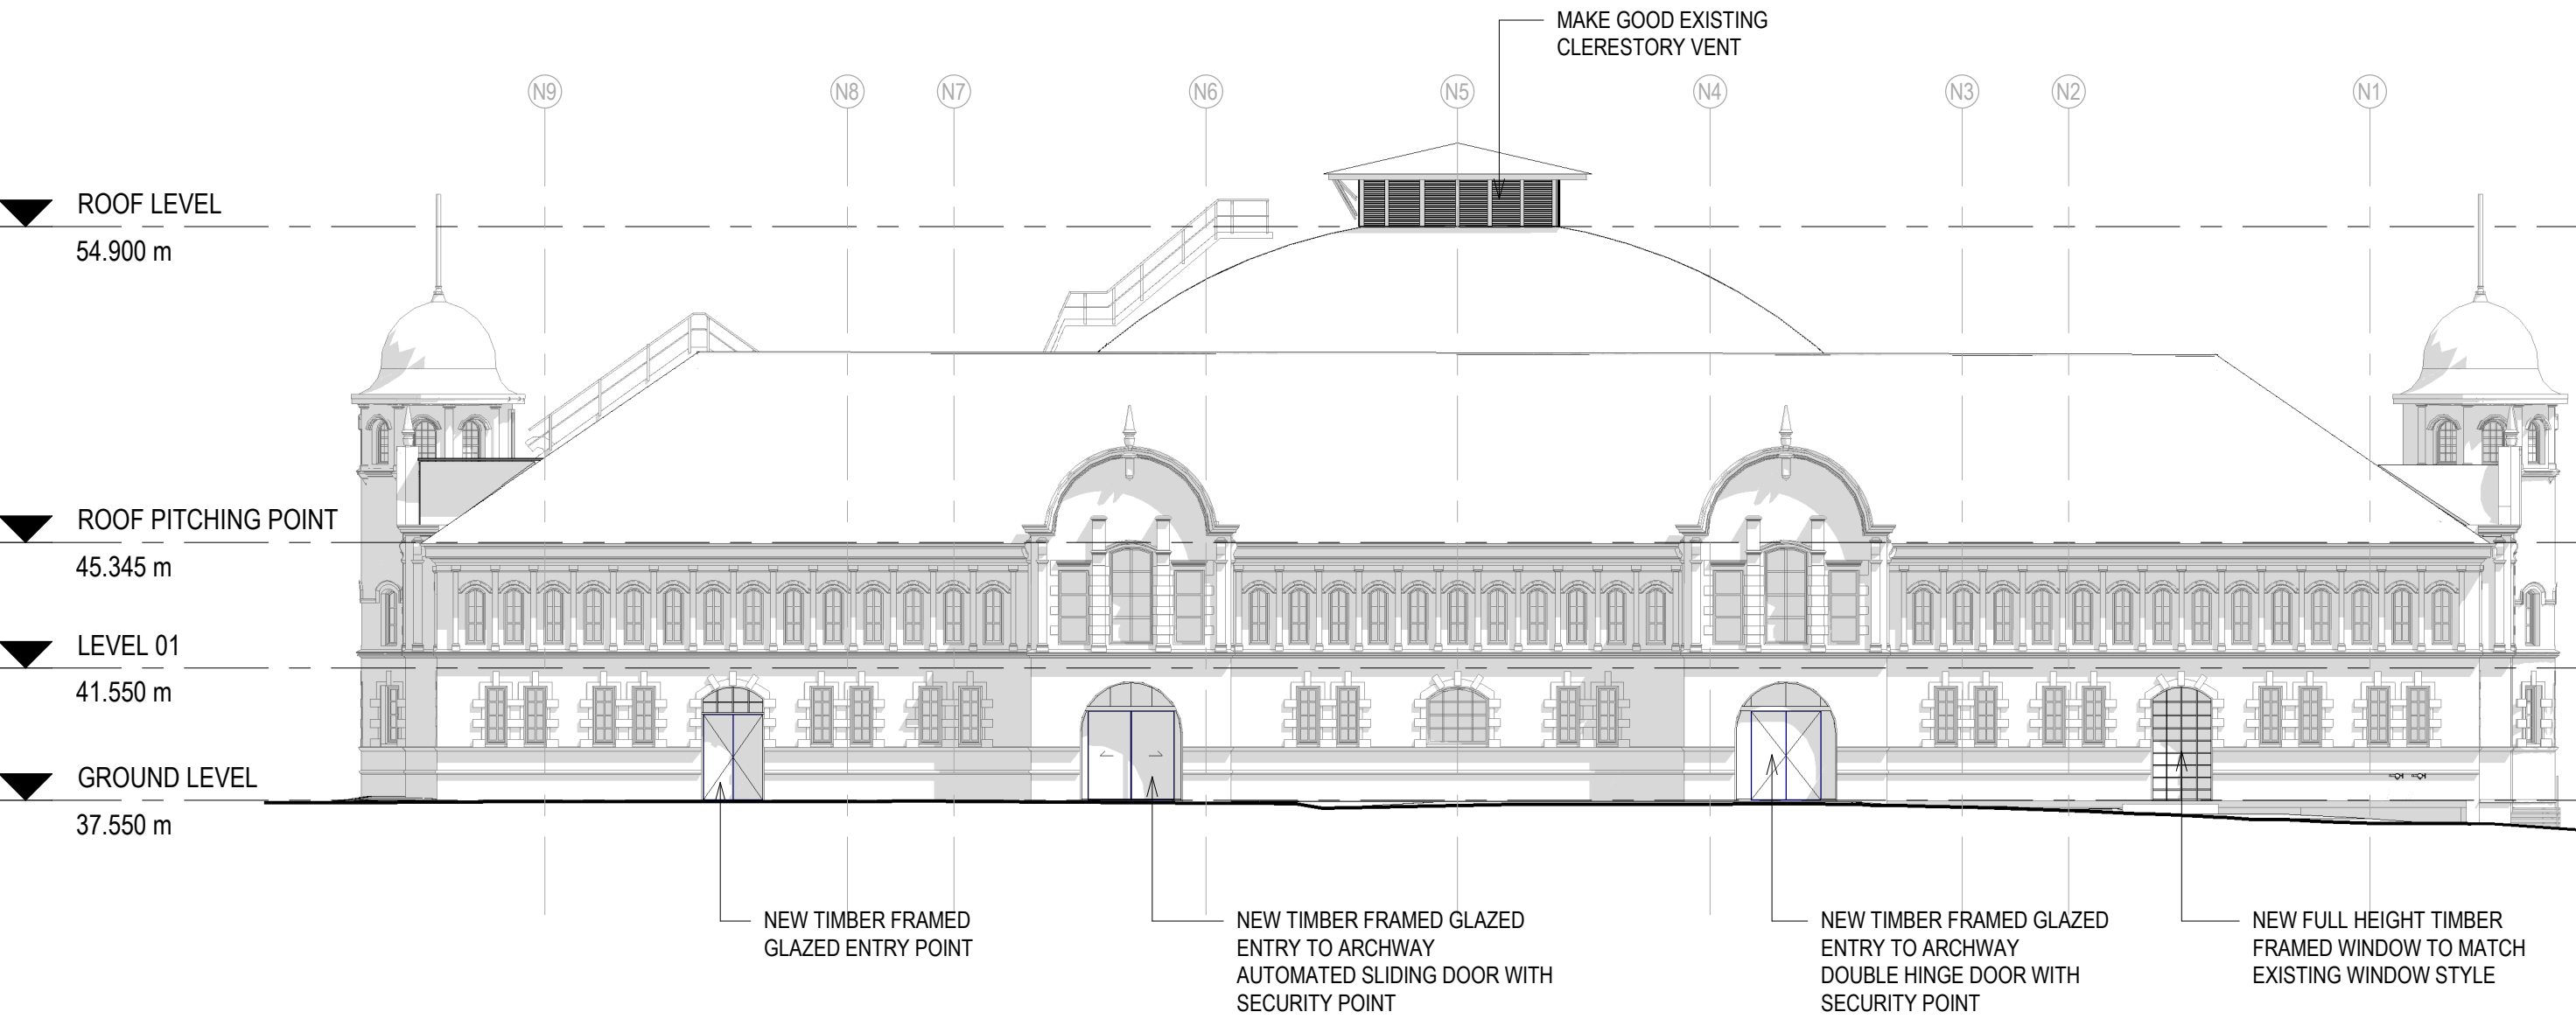 MAKE GOOD EXISTING
CLERESTORY VENT
N9
N8
N7
N6
N5
N4
N3
N2
N1
ROOF LEVEL
54.900 m
ROOF PITCHING POINT
45.345 m
LEVEL 01
41.550 m
GROUND LEVEL
37.550 m
NEW TIMBER FRAMED
GLAZED ENTRY POINT
NEW TIMBER FRAMED GLAZED
ENTRY TO ARCHWAY
AUTOMATED SLIDING DOOR WITH
SECURITY POINT
NEW TIMBER FRAMED GLAZED
ENTRY TO ARCHWAY
DOUBLE HINGE DOOR WITH
SECURITY POINT
NEW FULL HEIGHT TIMBER
FRAMED WINDOW TO MATCH
EXISTING WINDOW STYLE